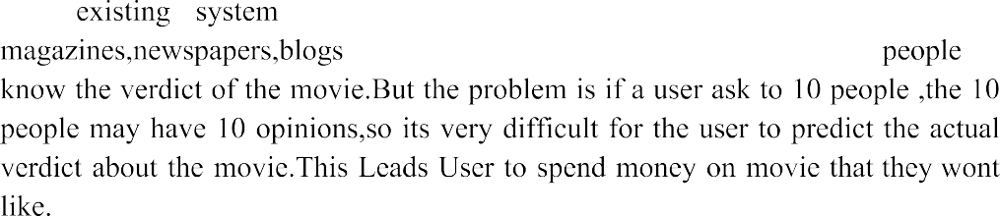 existing system
magazines,newspapers,blogs people
know the verdict of the movie.But the problem is if a user ask to 10 people ,the 10
people may have 10 opinions,so its very difficult for the user to predict the actual
verdict about the movie.This Leads User to spend money on movie that they wont
like.